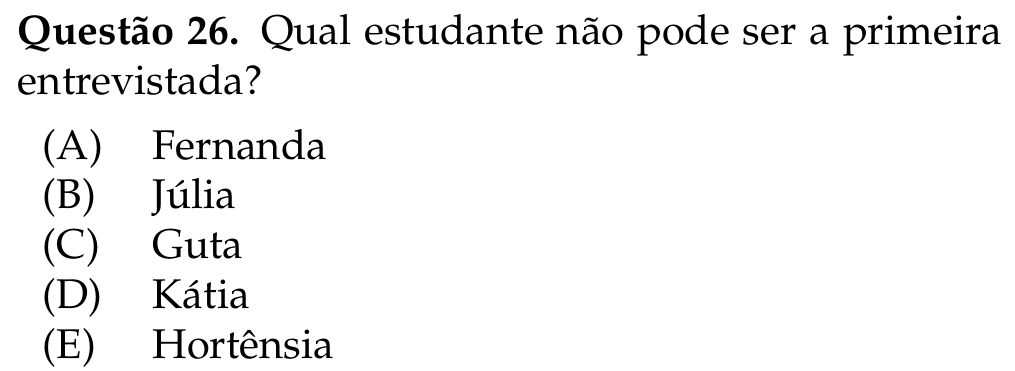 Questão 26. Qual estudante não pode ser a primeira
entrevistada?
(A) Fernanda
(B) Júlia
(C) Guta
(D) Kátia
(E) Hortênsia